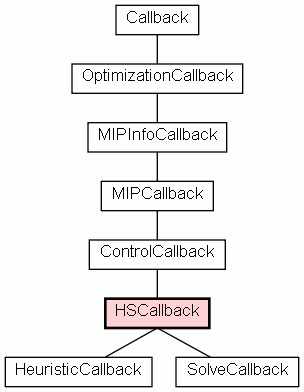 Callback
OptimizationCallback
MIPInfoCallback
MIPCallback
ControlCallback
HSCallback
HeuristicCallback
SolveCallback